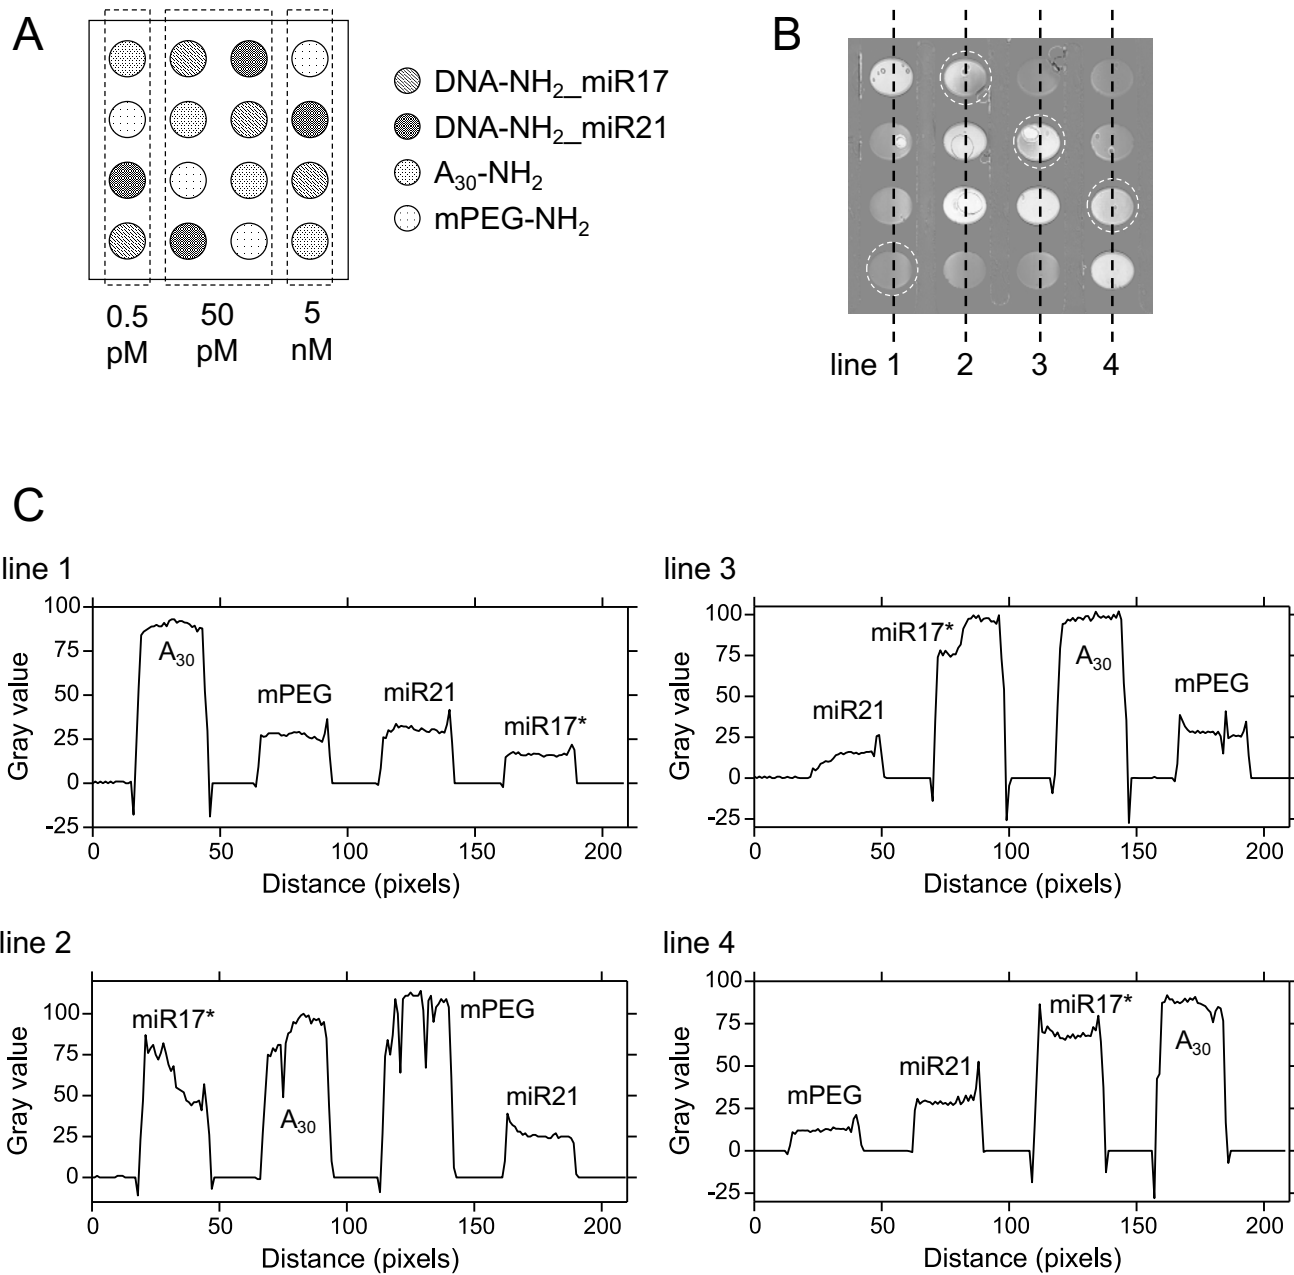 A
DNA-NH2_miR17
DNA-NH2_miR21
A30-NH2
mPEG-NH2
0.5 pM
50 pM
5 nM
B
line 1
2
3
4
C
line 1
100
75
50
25
0
-25
Gray value
A30
mPEG
miR21
miR17*
0
50
100
150
200
Distance (pixels)
line 3
100
75
50
25
0
-25
Gray value
miR21
miR17*
A30
mPEG
0
50
100
150
200
Distance (pixels)
line 2
100
75
50
25
0
Gray value
miR17*
A30
mPEG
miR21
0
50
100
150
200
Distance (pixels)
line 4
100
75
50
25
0
-25
Gray value
mPEG
miR21
miR17*
A30
0
50
100
150
200
Distance (pixels)